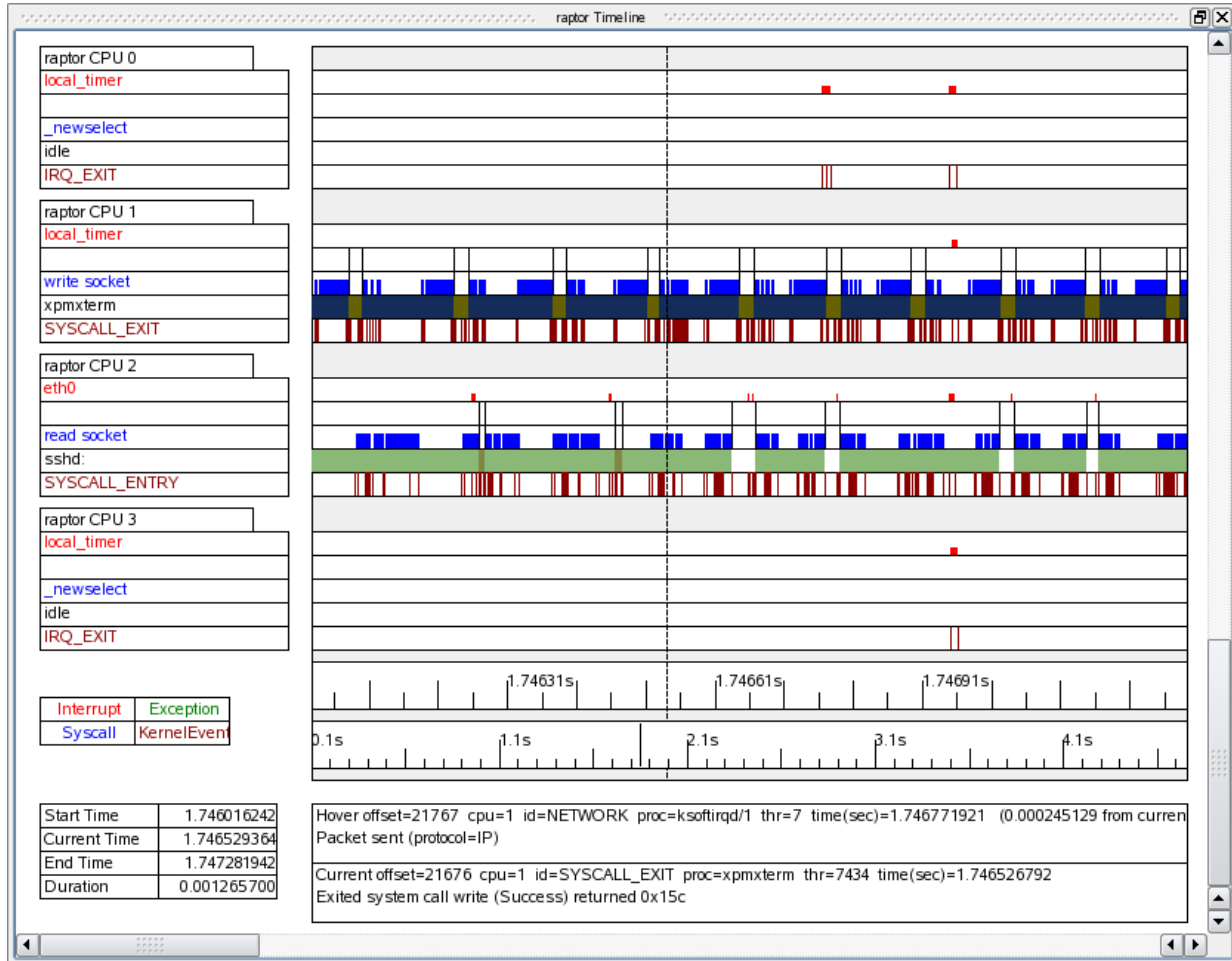 raptor Timeline
raptor CPU 0
local_timer
_newselect
idle
IRQ_EXIT
raptor CPU 1
local_timer
write socket
xpmxterm
SYSCALL_EXIT
raptor CPU 2
eth0
read socket
sshd:
SYSCALL_ENTRY
raptor CPU 3
local_timer
_newselect
idle
IRQ_EXIT
1.74631s 1.74661s 1.74691s
Interrupt Exception
Syscall KernelEvent
0.1s 1.1s 2.1s 3.1s 4.1s
Start Time 1.746016242
Current Time 1.746529364
End Time 1.747281942
Duration 0.001265700
Hover offset=21767 cpu=1 id=NETWORK proc=ksoftirqd/1 thr=7 time(sec)=1.746771921 (0.000245129 from curren
Packet sent (protocol=IP)
Current offset=21676 cpu=1 id=SYSCALL_EXIT proc=xpmxterm thr=7434 time(sec)=1.746526792
Exited system call write (Success) returned 0x15c